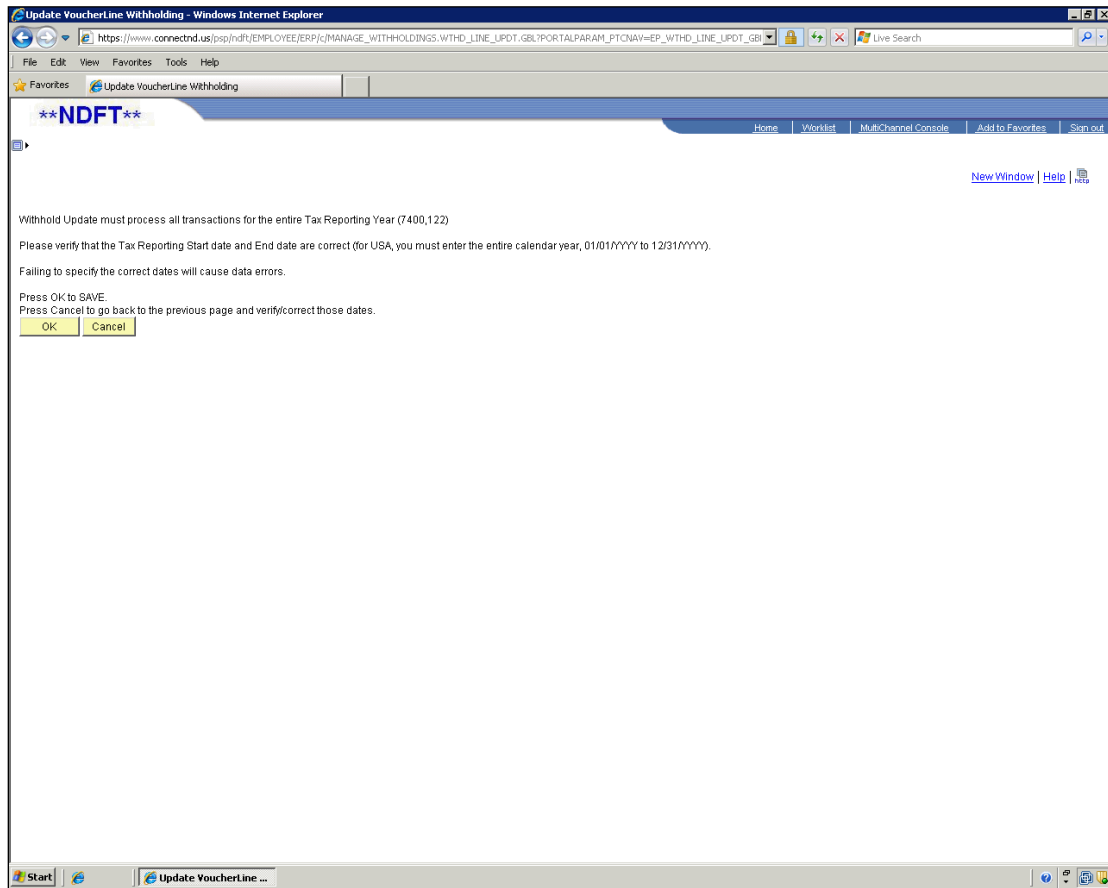 Update VoucherLine Withholding - Windows Internet Explorer
https://www.connectnd.us/psp/ndft/EMPLOYEE/ERP/c/MANAGE_WITHHOLDINGS.WTHD_LINE_UPDT.GBL?PORTALPARAM_PTCNAV=EP_WTHD_LINE_UPDT_GBI
Live Search
File Edit View Favorites Tools Help
Favorites Update VoucherLine Withholding
**NDFT**
Home Worklist MultiChannel Console Add to Favorites Sign out
New Window | Help | http
Withhold Update must process all transactions for the entire Tax Reporting Year (7400,122)
Please verify that the Tax Reporting Start date and End date are correct (for USA, you must enter the entire calendar year, 01/01/YYYY to 12/31/YYYY).
Failing to specify the correct dates will cause data errors.
Press OK to SAVE.
Press Cancel to go back to the previous page and verify/correct those dates.
OK Cancel
Start Update VoucherLine ...